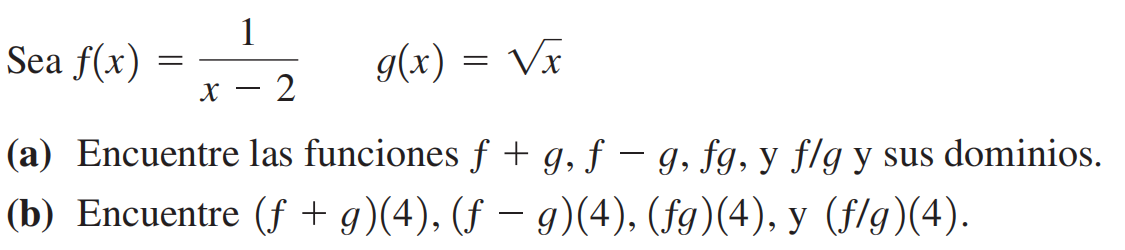 Sea f(x) = 1/(x − 2) g(x) = √x
(a) Encuentre las funciones f + g, f − g, fg, y f/g y sus dominios.
(b) Encuentre (f + g)(4), (f − g)(4), (fg)(4), y (f/g)(4).